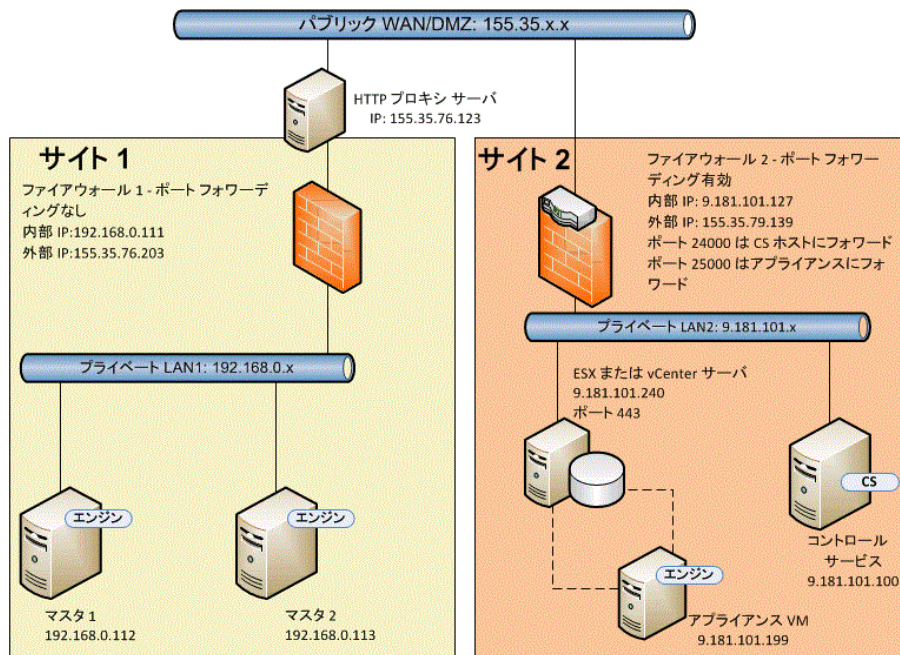 パブリック WAN/DMZ: 155.35.x.x
HTTP プロキシ サーバ
IP: 155.35.76.123
サイト 1
ファイアウォール 1 - ポート フォワーデ
ィングなし
内部 IP:192.168.0.111
外部 IP:155.35.76.203
プライベート LAN1: 192.168.0.x
エンジン
エンジン
マスタ 1
192.168.0.112
マスタ 2
192.168.0.113
サイト 2
ファイアウォール 2 - ポート フォワー
ディング有効
内部 IP: 9.181.101.127
外部 IP: 155.35.79.139
ポート 24000 は CS ホストにフォワード
ポート 25000 はアプライアンスにフォ
ワード
プライベート LAN2: 9.181.101.x
ESX または vCenter サーバ
9.181.101.240
ポート 443
CS
コントロール
サービス
9.181.101.100
エンジン
アプライアンス VM
9.181.101.199